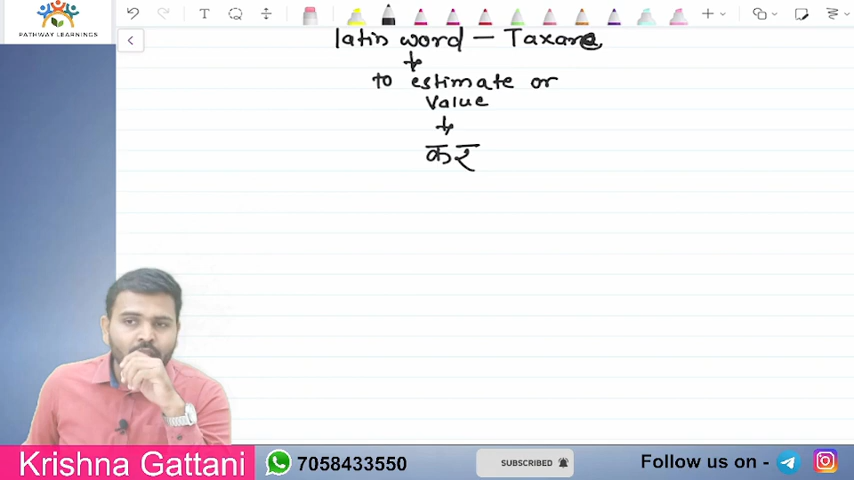 PATHWAY LEARNINGS
T
latin word - Taxare
to estimate or
value
कर
Krishna Gattani
7058433550
SUBSCRIBED
Follow us on -